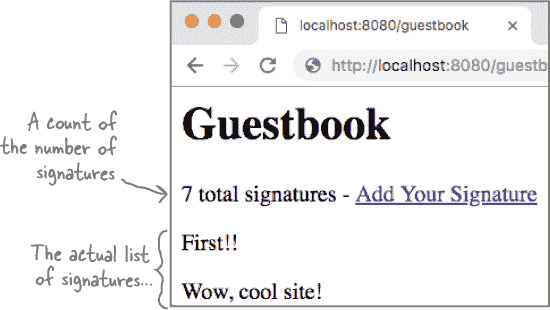 localhost:8080/guestbook
http://localhost:8080/guestb
Guestbook
A count of
the number of
signatures
7 total signatures - Add Your Signature
First!!
The actual list
of signatures...
Wow, cool site!